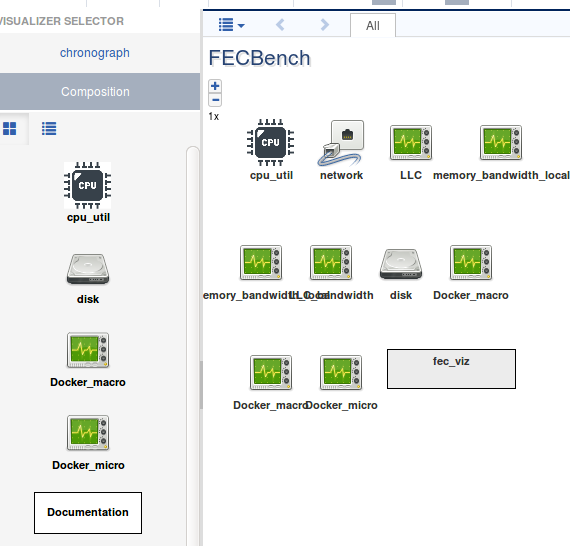 VISUALIZER SELECTOR
chronograph
Composition
CPU
cpu_util
disk
Docker_macro
Docker_micro
Documentation
All
FECBench
1x
CPU
cpu_util
network
LLC
memory_bandwidth_local
emory_bandwidth_local
LLC_bandwidth
disk
Docker_macro
Docker_macro
Docker_micro
fec_viz